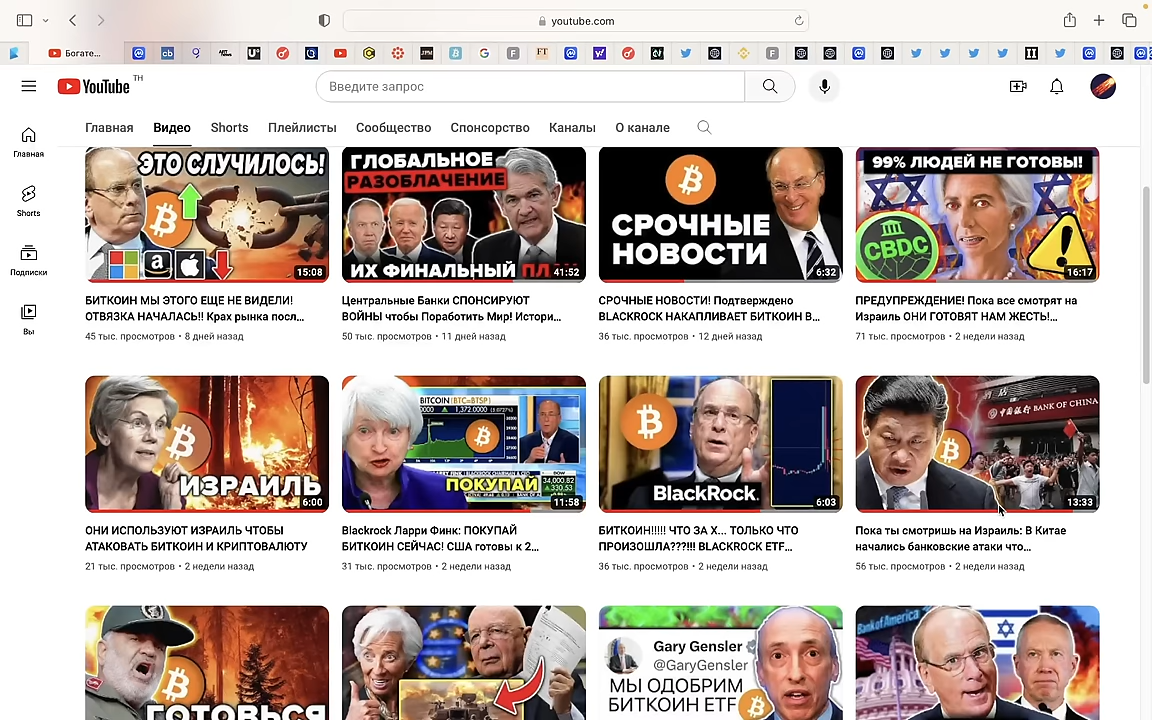 youtube.com
Богате...
YouTube TH
Введите запрос
Главная Видео Shorts Плейлисты Сообщество Спонсорство Каналы О канале
Главная
Shorts
Подписки
Вы
ЭТО СЛУЧИЛОСЬ!
15:08
БИТКОИН МЫ ЭТОГО ЕЩЕ НЕ ВИДЕЛИ!
ОТВЯЗКА НАЧАЛАСЬ!! Крах рынка посл...
45 тыс. просмотров • 8 дней назад
ГЛОБАЛЬНОЕ
РАЗОБЛАЧЕНИЕ
ИХ ФИНАЛЬНЫЙ
41:52
Центральные Банки СПОНСИРУЮТ
ВОЙНЫ чтобы Поработить Мир! Истори...
50 тыс. просмотров • 11 дней назад
СРОЧНЫЕ
НОВОСТИ
6:32
СРОЧНЫЕ НОВОСТИ! Подтверждено
BLACKROCK НАКАПЛИВАЕТ БИТКОИН В...
36 тыс. просмотров • 12 дней назад
99% ЛЮДЕЙ НЕ ГОТОВЫ!
CBDC
16:17
ПРЕДУПРЕЖДЕНИЕ! Пока все смотрят на
Израиль ОНИ ГОТОВЯТ НАМ ЖЕСТЬ!...
71 тыс. просмотров • 2 недели назад
ИЗРАИЛЬ
6:00
ОНИ ИСПОЛЬЗУЮТ ИЗРАИЛЬ ЧТОБЫ
АТАКОВАТЬ БИТКОИН И КРИПТОВАЛЮТУ
21 тыс. просмотров • 2 недели назад
BITCOIN (BTC=BTSP)
ПОКУПАЙ
11:58
Blackrock Ларри Финк: ПОКУПАЙ
БИТКОИН СЕЙЧАС! США готовы к 2...
31 тыс. просмотров • 2 недели назад
BlackRock.
6:03
БИТКОИН!!!!! ЧТО ЗА Х... ТОЛЬКО ЧТО
ПРОИЗОШЛА???!!! BLACKROCK ETF...
36 тыс. просмотров • 2 недели назад
BANK OF CHINA
13:33
Пока ты смотришь на Израиль: В Китае
начались банковские атаки что...
56 тыс. просмотров • 2 недели назад
ГОТОВЬСЯ
Gary Gensler
@GaryGensler
МЫ ОДОБРИМ
БИТКОИН ETF
Bank of America